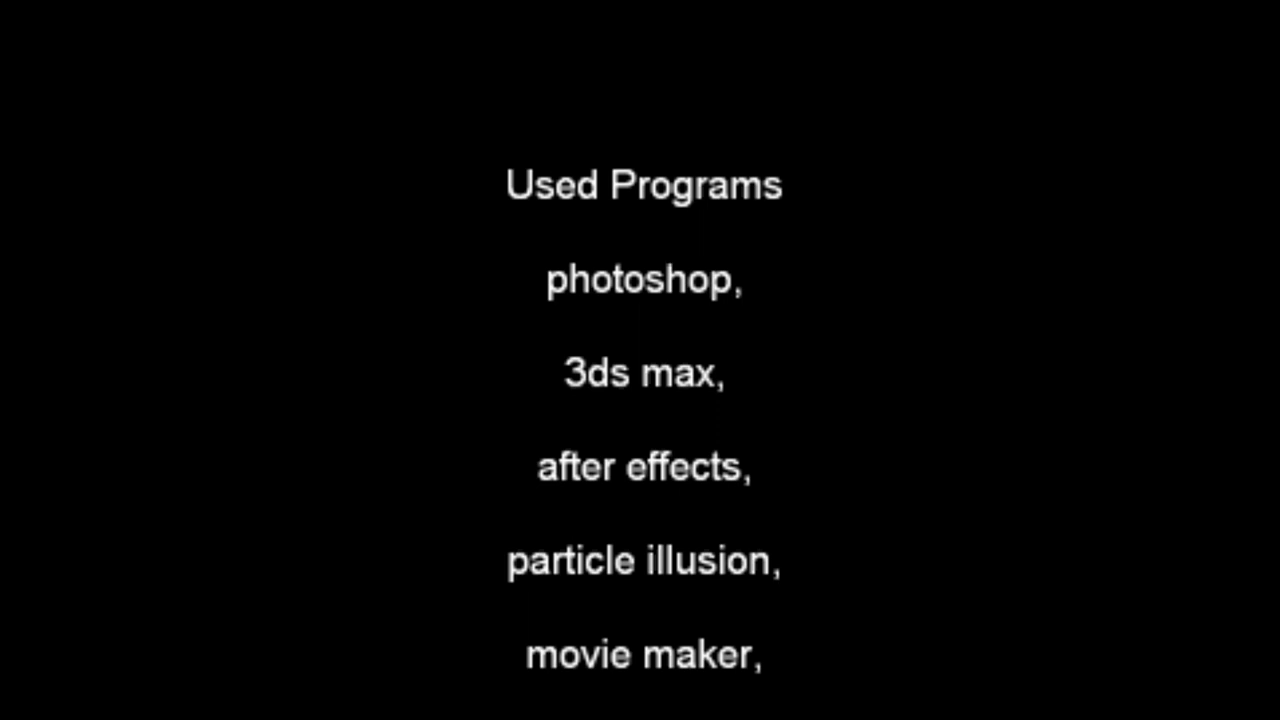 Used Programs
photoshop,
3ds max,
after effects,
particle illusion,
movie maker,